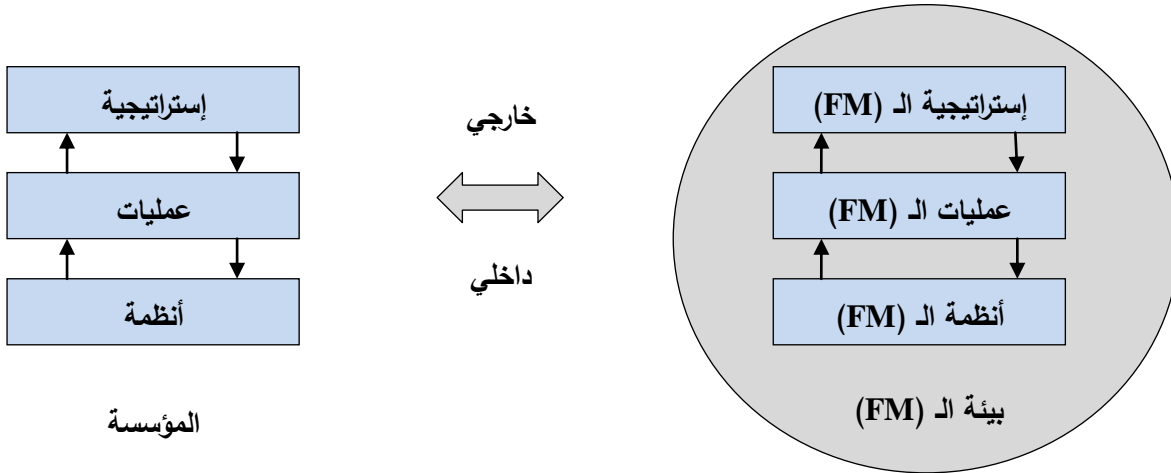 إستراتيجية
عمليات
أنظمة
المؤسسة
خارجي
داخلي
إستراتيجية الـ (FM)
عمليات الـ (FM)
أنظمة الـ (FM)
بيئة الـ (FM)